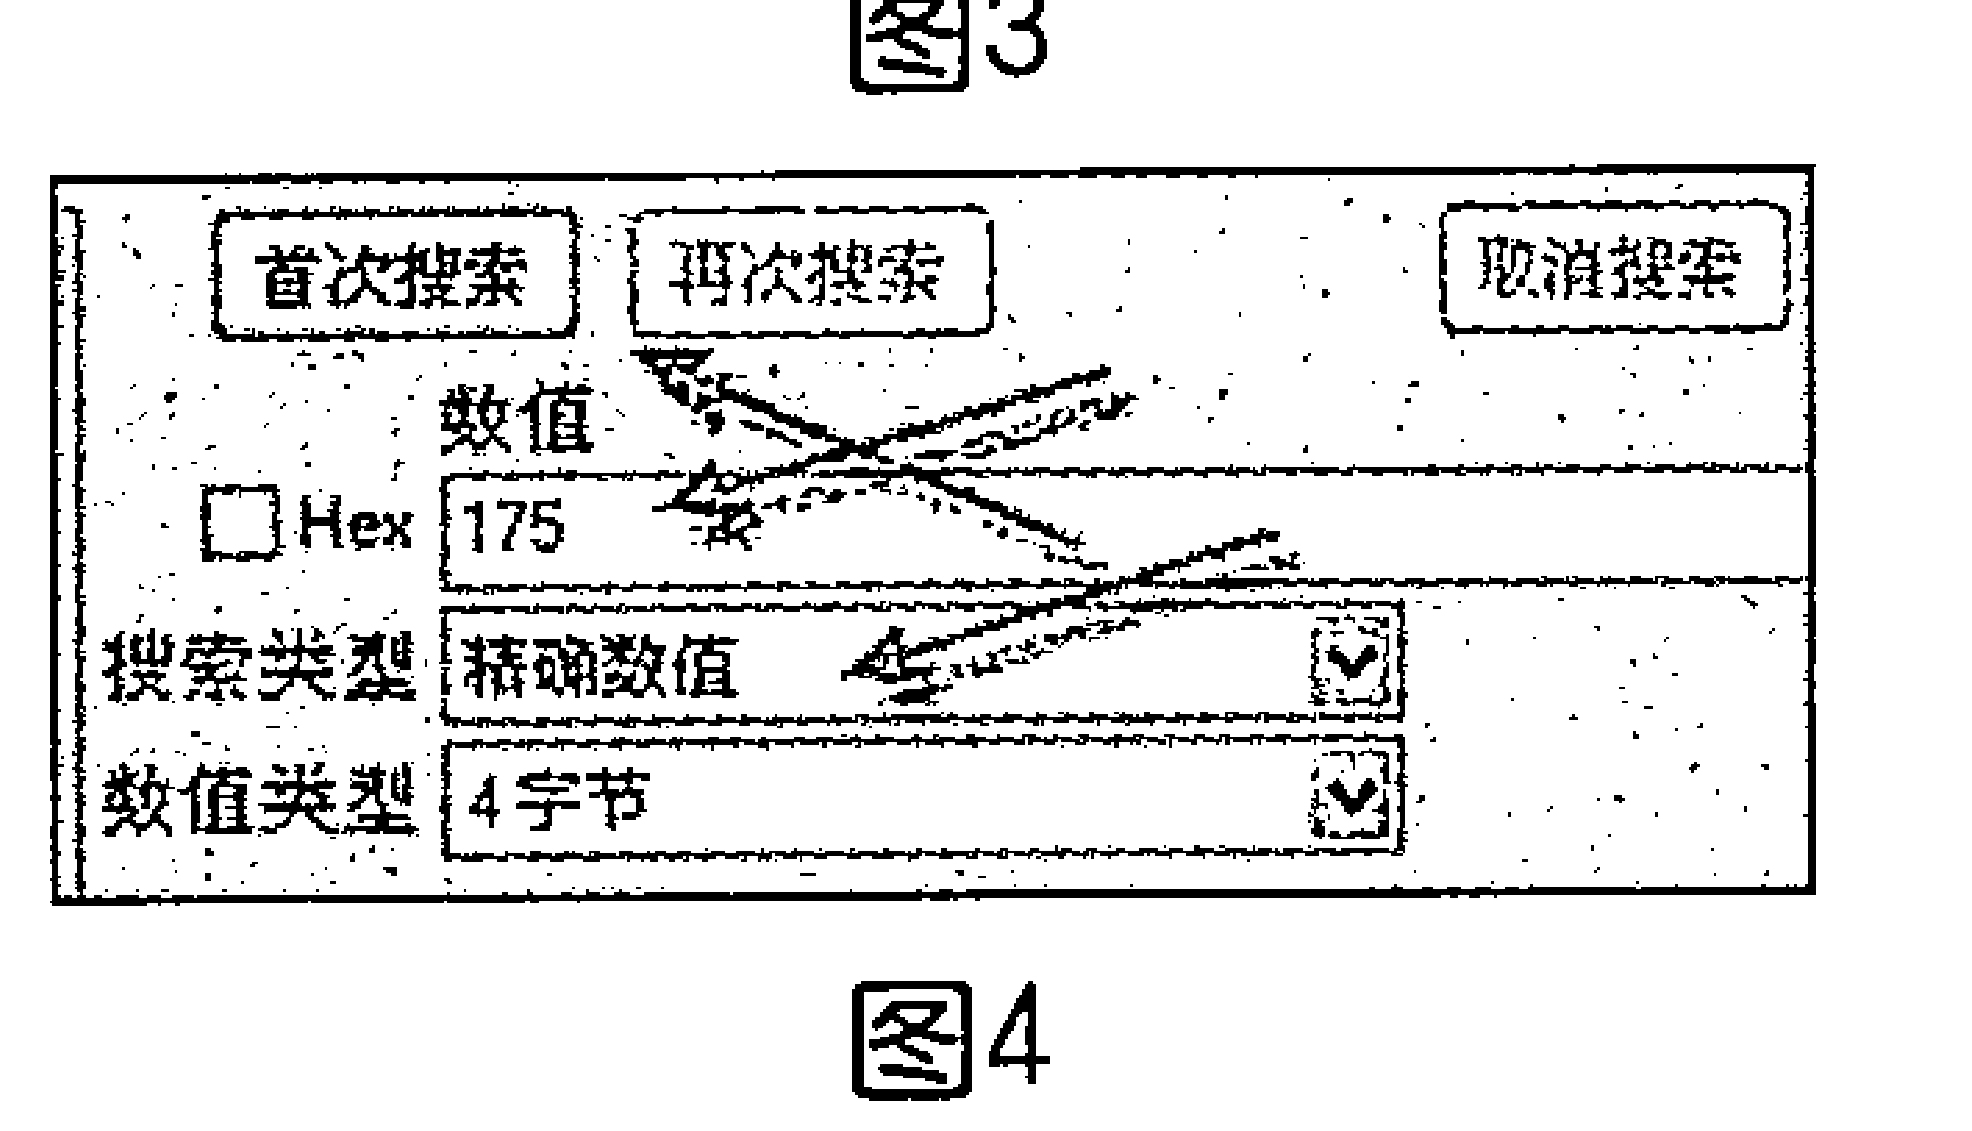 图3
首次搜索 再次搜索 取消搜索
数值
Hex 175
搜索类型 精确数值
数值类型 4 字节
图4